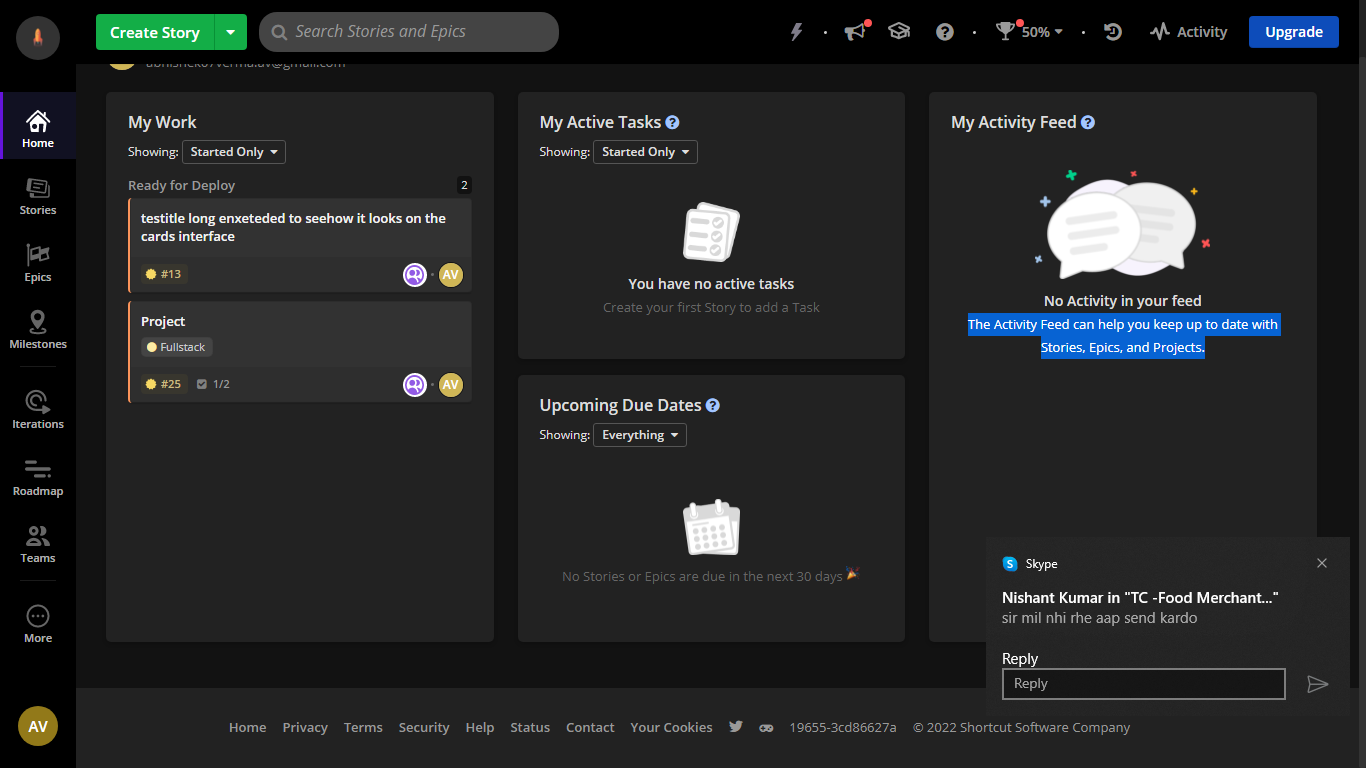 Create Story
Search Stories and Epics
50%
Activity
Upgrade
abhishek67verma.av@gmail.com
Home
Stories
Epics
Milestones
Iterations
Roadmap
Teams
More
AV
My Work
Showing: Started Only
Ready for Deploy 2
testitle long enxeteded to seehow it looks on the
cards interface
#13 AV
Project
Fullstack
#25 1/2 AV
My Active Tasks ?
Showing: Started Only
You have no active tasks
Create your first Story to add a Task
Upcoming Due Dates ?
Showing: Everything
No Stories or Epics are due in the next 30 days
My Activity Feed ?
No Activity in your feed
The Activity Feed can help you keep up to date with
Stories, Epics, and Projects.
S Skype
Nishant Kumar in "TC -Food Merchant..."
sir mil nhi rhe aap send kardo
Reply
Reply
Home Privacy Terms Security Help Status Contact Your Cookies 19655-3cd86627a © 2022 Shortcut Software Company